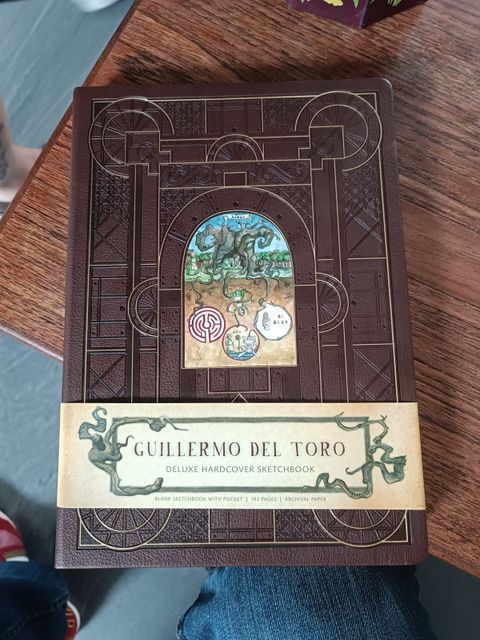 GUILLERMO DEL TORO
DELUXE HARDCOVER SKETCHBOOK
BLANK SKETCHBOOK WITH POCKET | 192 PAGES | ARCHIVAL PAPER